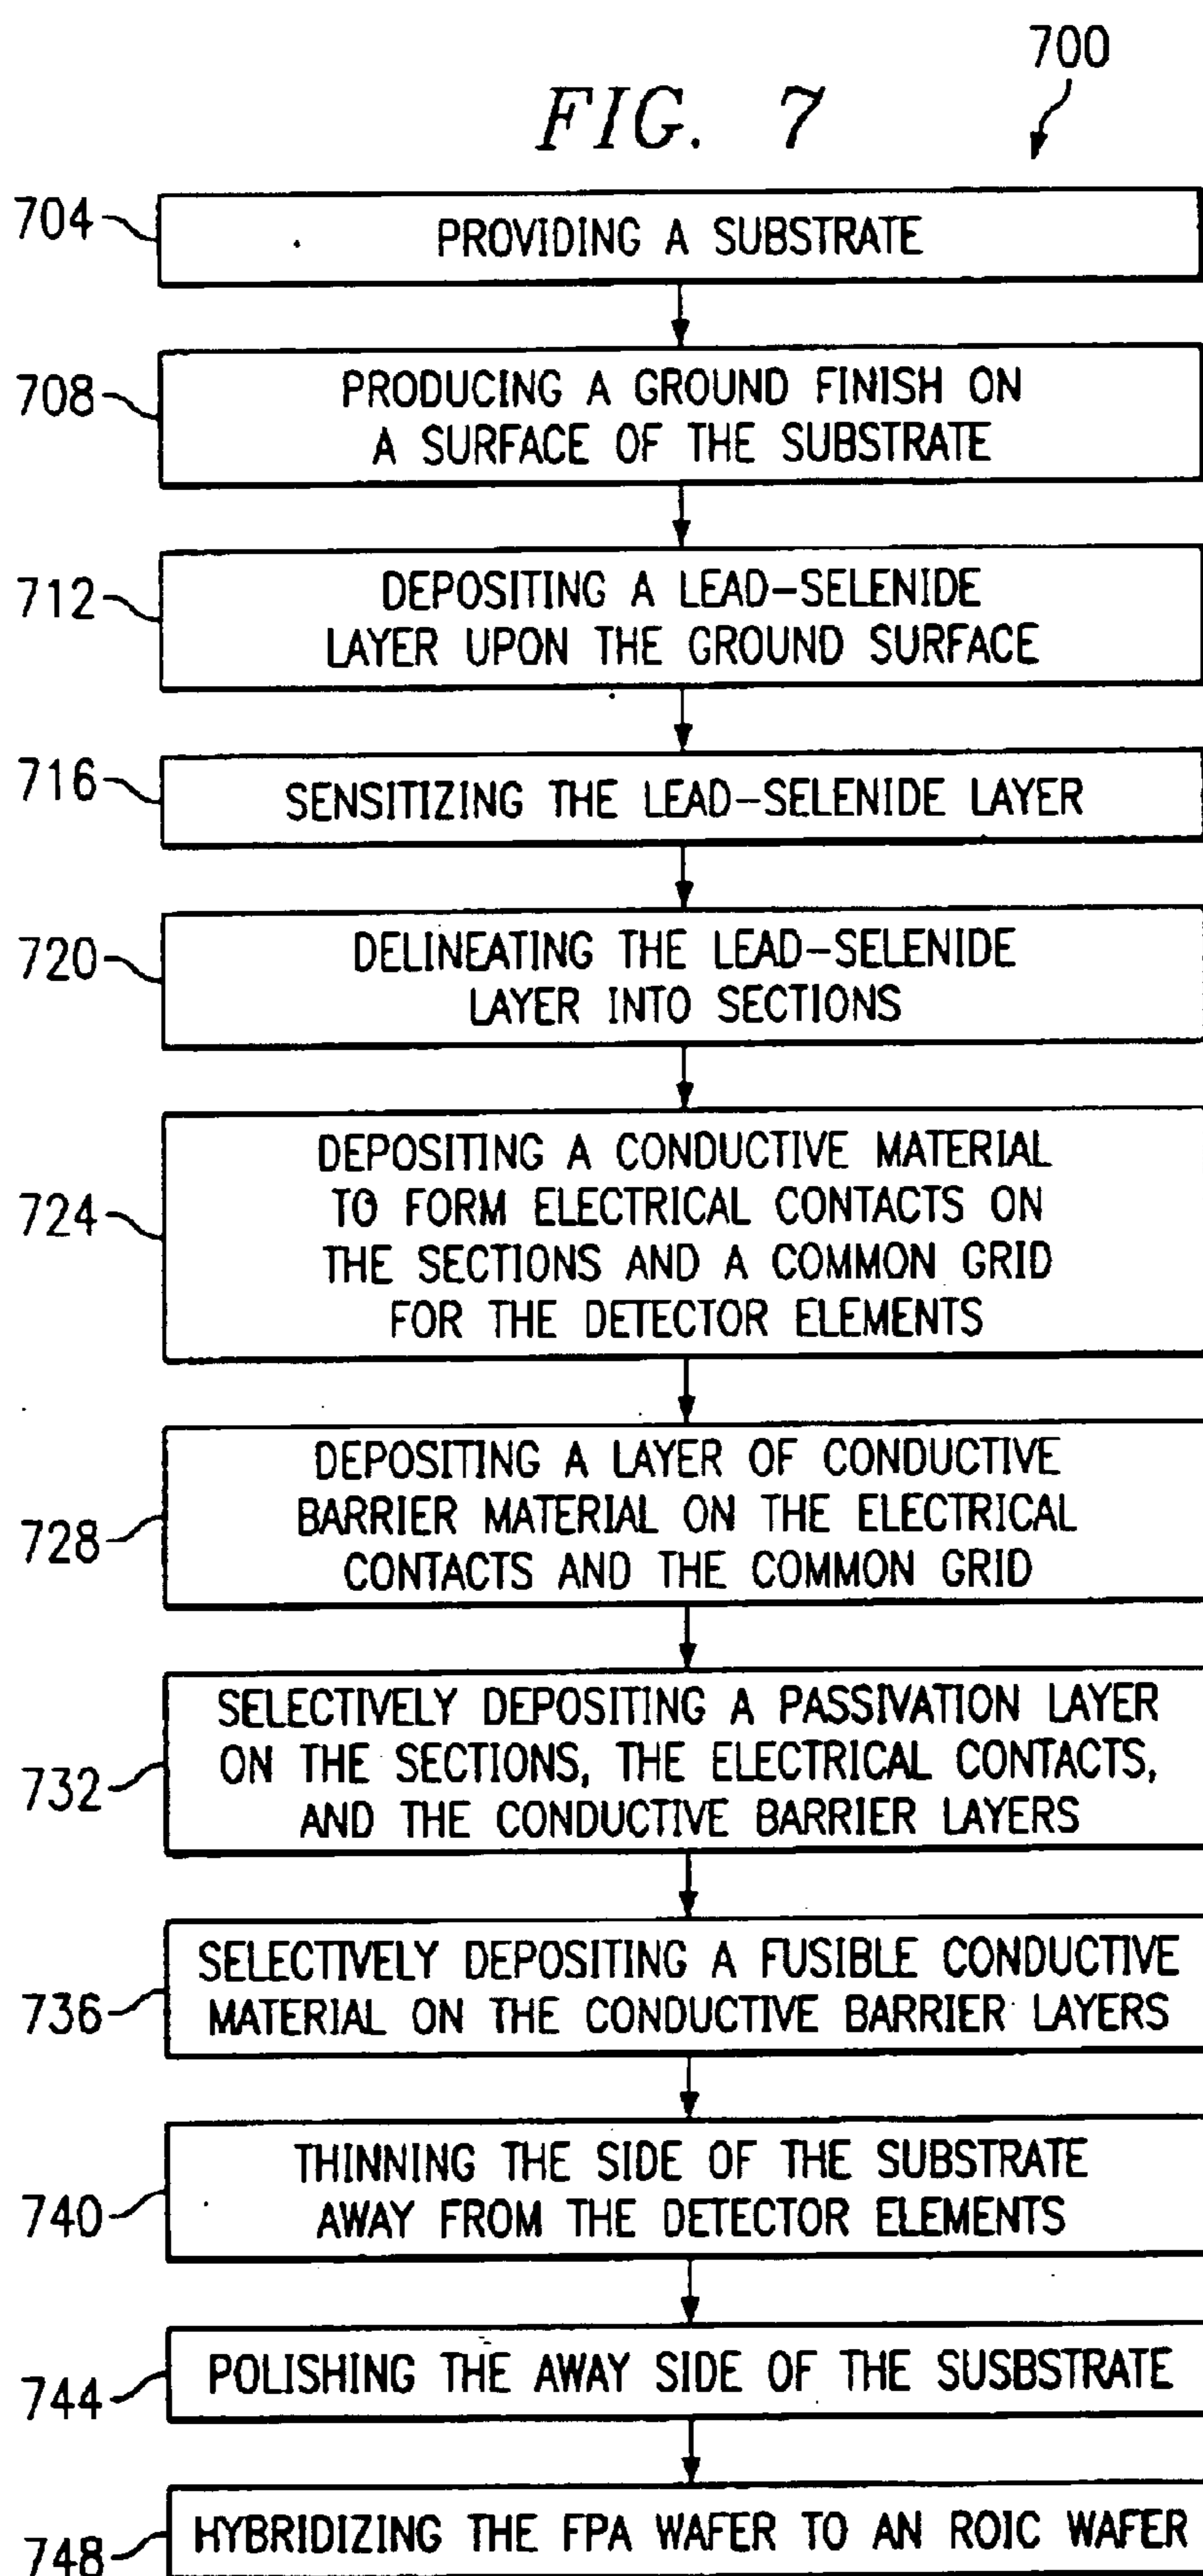 700
FIG. 7
704
PROVIDING A SUBSTRATE
708
PRODUCING A GROUND FINISH ON
A SURFACE OF THE SUBSTRATE
712
DEPOSITING A LEAD-SELENIDE
LAYER UPON THE GROUND SURFACE
716
SENSITIZING THE LEAD-SELENIDE LAYER
720
DELINEATING THE LEAD-SELENIDE
LAYER INTO SECTIONS
724
DEPOSITING A CONDUCTIVE MATERIAL
TO FORM ELECTRICAL CONTACTS ON
THE SECTIONS AND A COMMON GRID
FOR THE DETECTOR ELEMENTS
728
DEPOSITING A LAYER OF CONDUCTIVE
BARRIER MATERIAL ON THE ELECTRICAL
CONTACTS AND THE COMMON GRID
732
SELECTIVELY DEPOSITING A PASSIVATION LAYER
ON THE SECTIONS, THE ELECTRICAL CONTACTS,
AND THE CONDUCTIVE BARRIER LAYERS
736
SELECTIVELY DEPOSITING A FUSIBLE CONDUCTIVE
MATERIAL ON THE CONDUCTIVE BARRIER LAYERS
740
THINNING THE SIDE OF THE SUBSTRATE
AWAY FROM THE DETECTOR ELEMENTS
744
POLISHING THE AWAY SIDE OF THE SUSBSTRATE
748
HYBRIDIZING THE FPA WAFER TO AN ROIC WAFER